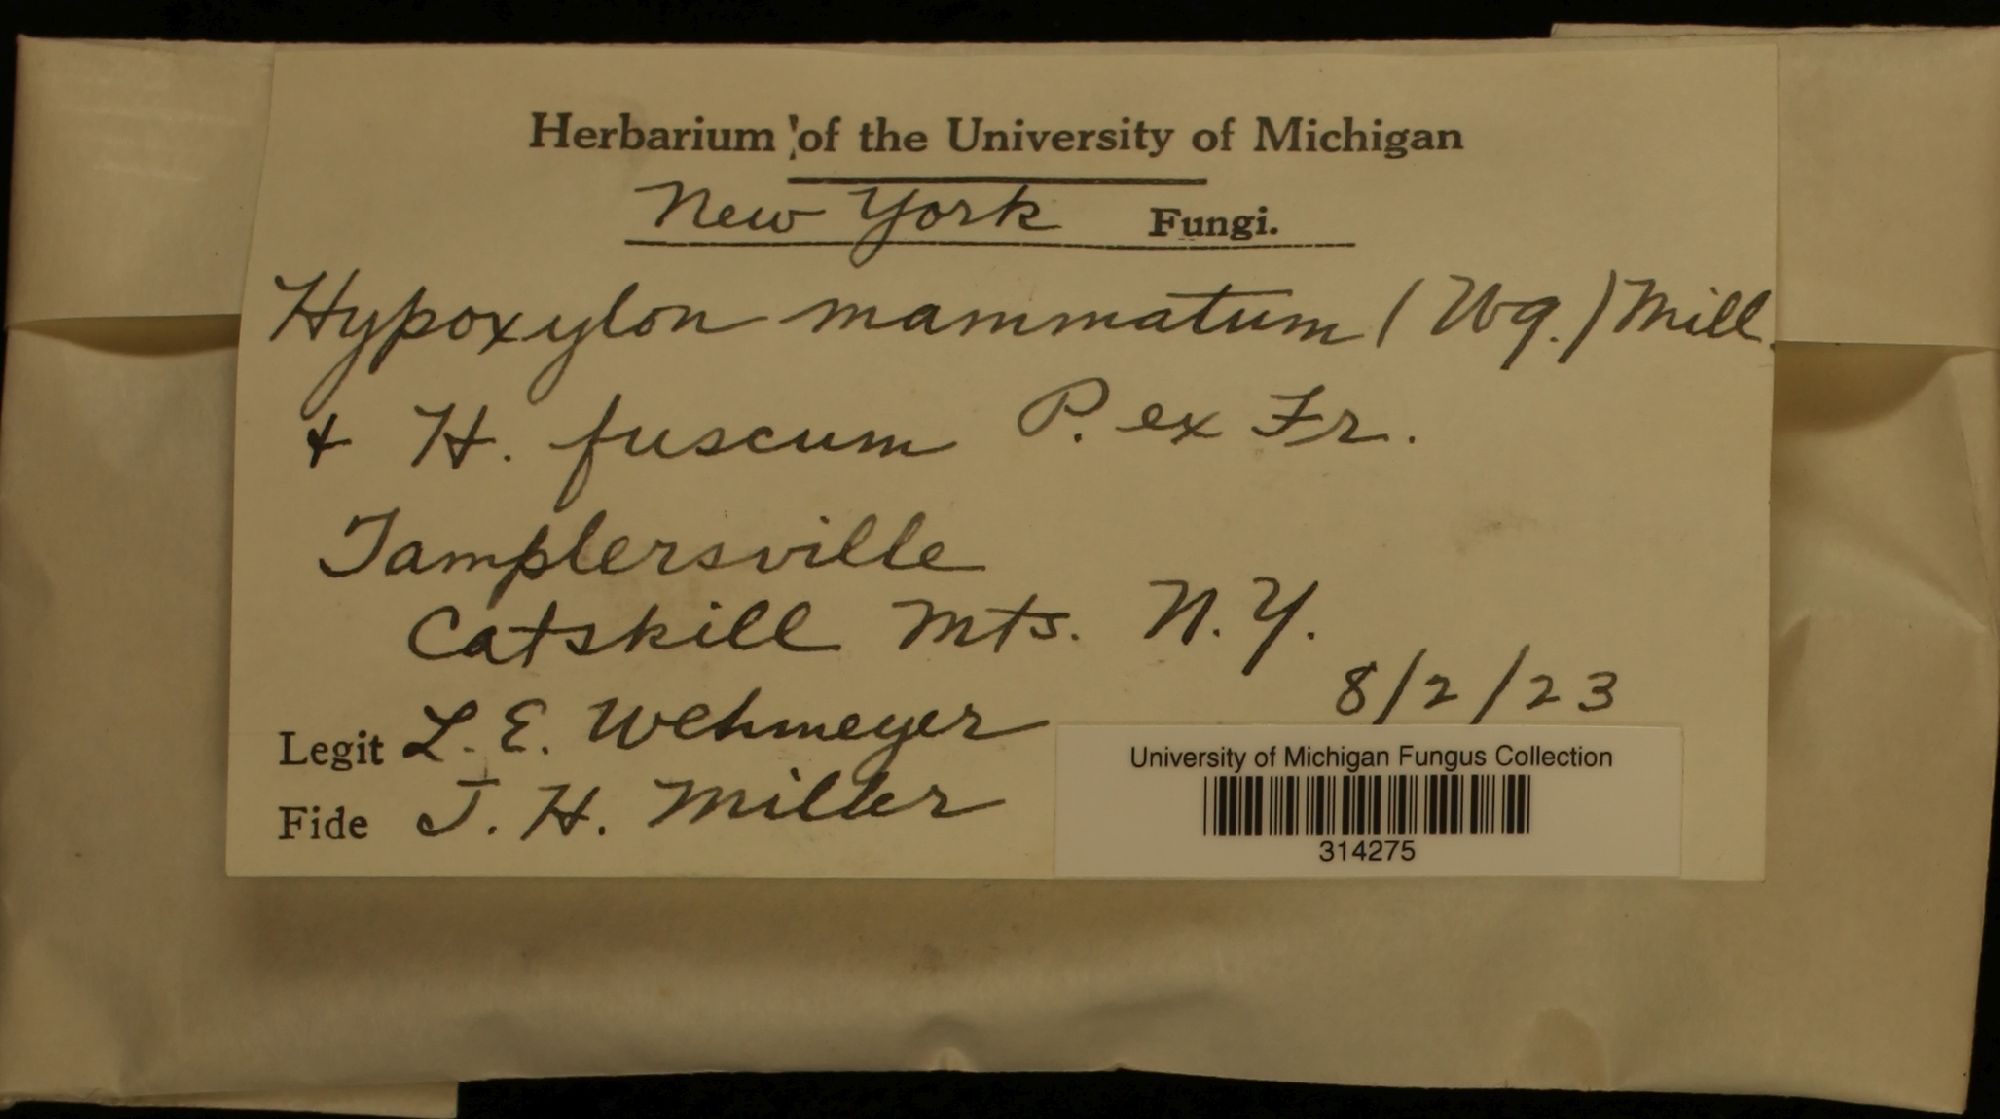 Herbarium of the University of Michigan
New York Fungi.
Hypoxylon mammatum (Wg.) Mill.
& H. fuscum P. ex Fr.
Tamplersville
Catskill Mts. N.Y.
8/2/23
Legit L. E. Wehmeyer
Fide J. H. Miller
University of Michigan Fungus Collection
314275